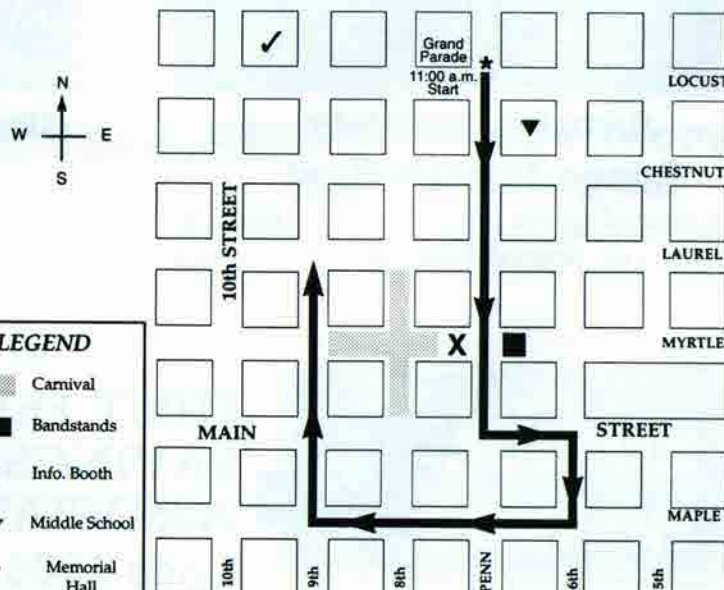 Grand
Parade
11:00 a.m.
Start
LOCUST
N
W E
S
CHESTNUT
10th STREET
LAUREL
LEGEND
MYRTLE
Carnival
X
Bandstands
MAIN
STREET
Info. Booth
Middle School
MAPLE
Memorial
Hall
10th
9th
8th
PENN
6th
5th